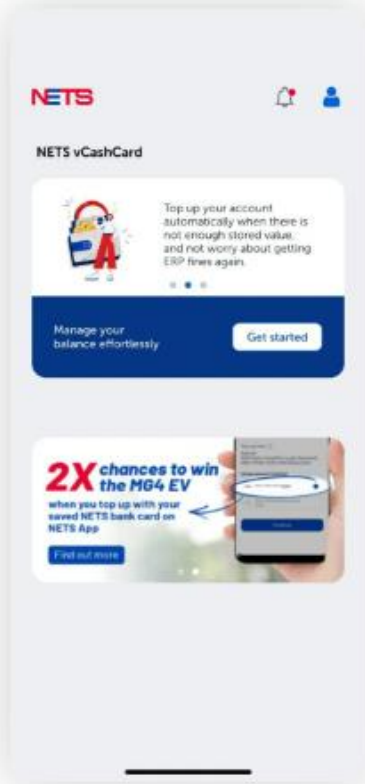 NETS
NETS vCashCard
Top up your account
automatically when there is
not enough stored value,
and not worry about getting
ERP fines again.
Manage your
balance effortlessly
Get started
2X chances to win
the MG4 EV
when you top up with your
saved NETS bank card on
NETS App
Find out more